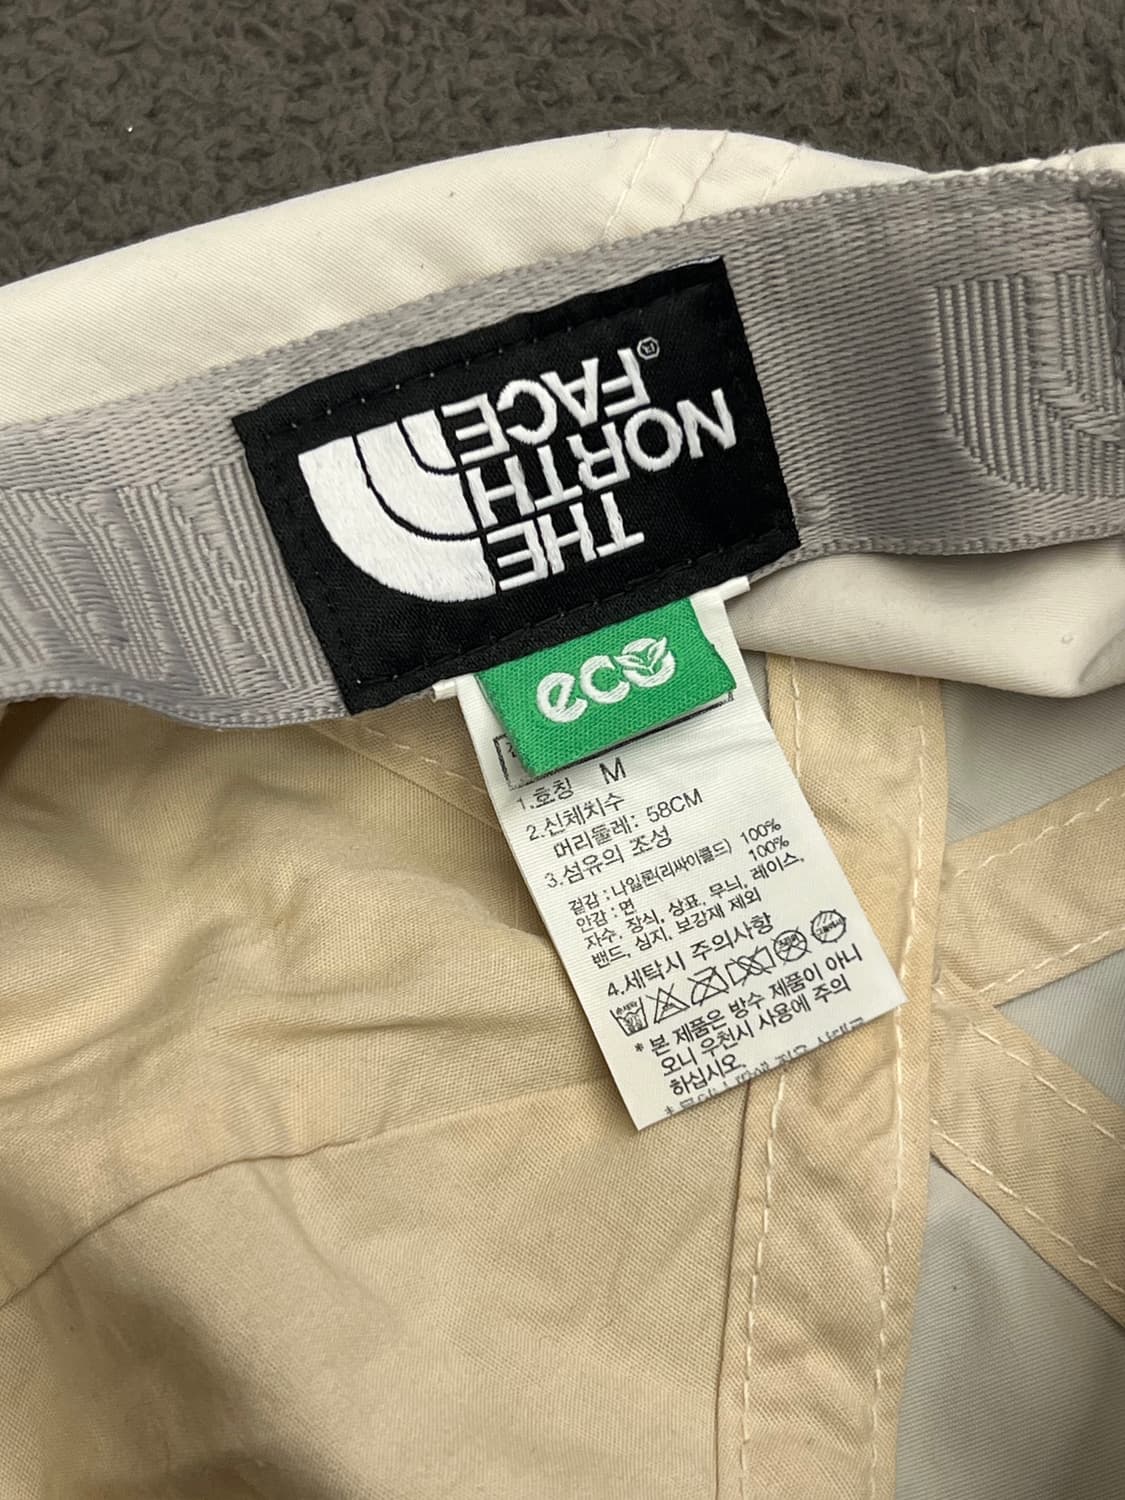 THE
NORTH
FACE
®
eco
1.호칭 M
2.신체치수
머리둘레: 58CM
3.섬유의 조성
겉감 : 나일론(리싸이클드) 100%
안감 : 면 100%
자수, 장식, 상표, 무늬, 레이스,
밴드, 심지, 보강재 제외
4.세탁시 주의사항
* 본 제품은 방수 제품이 아니
오니 우천시 사용에 주의
하십시오.